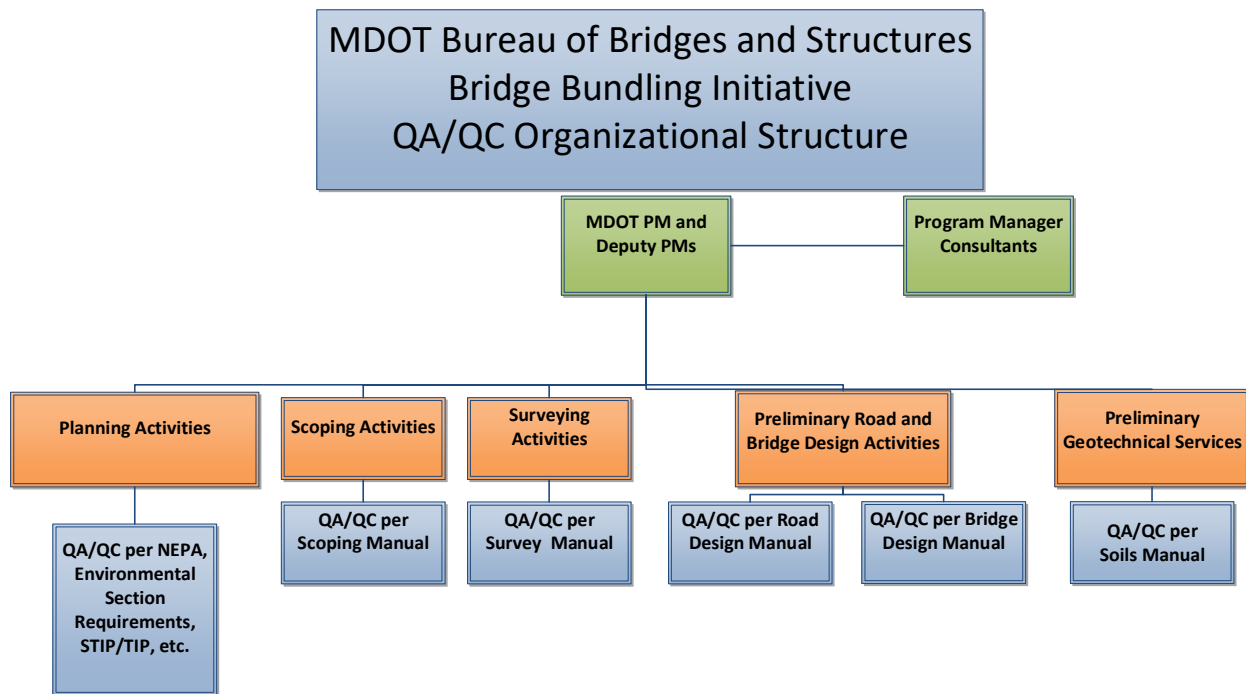 MDOT Bureau of Bridges and Structures
Bridge Bundling Initiative
QA/QC Organizational Structure
MDOT PM and
Deputy PMs
Program Manager
Consultants
Planning Activities
Scoping Activities
Surveying
Activities
Preliminary Road and
Bridge Design Activities
Preliminary
Geotechnical Services
QA/QC per NEPA,
Environmental
Section
Requirements,
STIP/TIP, etc.
QA/QC per
Scoping Manual
QA/QC per
Survey Manual
QA/QC per Road
Design Manual
QA/QC per Bridge
Design Manual
QA/QC per
Soils Manual